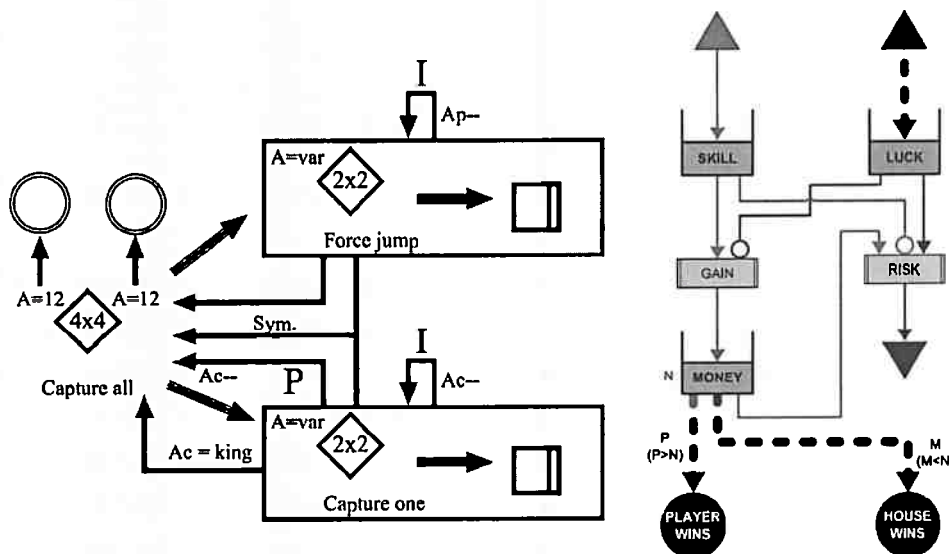 I
Ap--
A=var
2x2
Force jump
A=12
A=12
4x4
Capture all
Sym.
Ac--
P
I
Ac--
A=var
2x2
Ac = king
Capture one
SKILL
LUCK
GAIN
RISK
N
MONEY
P
(P>N)
M
(M<N
PLAYER
WINS
HOUSE
WINS